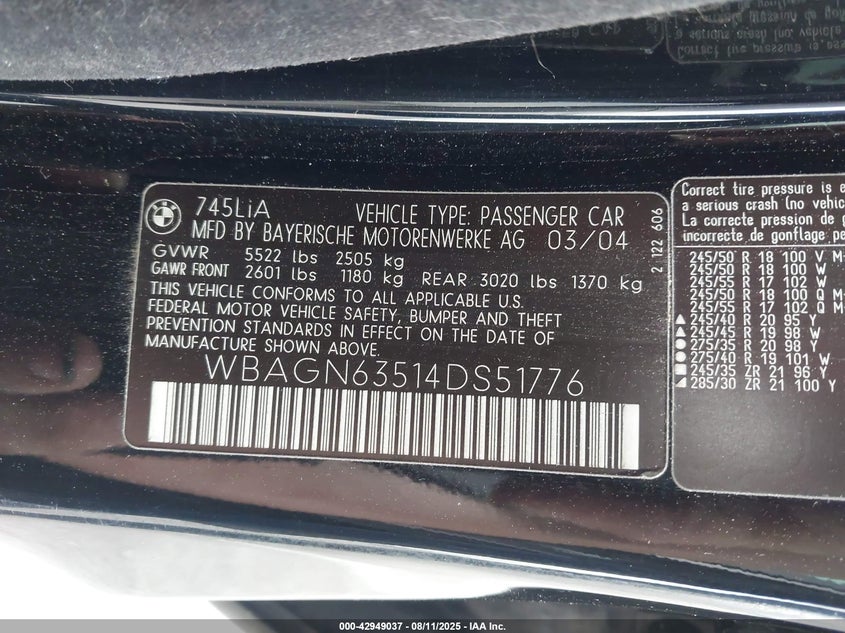 745LiA VEHICLE TYPE: PASSENGER CAR
MFD BY BAYERISCHE MOTORENWERKE AG 03/04
GVWR 5522 lbs 2505 kg
GAWR FRONT 2601 lbs 1180 kg REAR 3020 lbs 1370 kg
THIS VEHICLE CONFORMS TO ALL APPLICABLE U.S.
FEDERAL MOTOR VEHICLE SAFETY, BUMPER AND THEFT
PREVENTION STANDARDS IN EFFECT ON THE DATE OF
MANUFACTURE SHOWN ABOVE.
WBAGN63514DS51776
2 122 606
Correct tire pressure is
a serious crash (no
La correcte pression de
incorrecte de gonflage
245/50 R 18 100 V
245/50 R 18 100 W
245/55 R 17 102 W
245/50 R 18 100 Q
245/55 R 17 102 Q
245/40 R 20 95 Y
245/45 R 19 98 W
275/35 R 20 98 Y
275/40 R 19 101 W
245/35 ZR 21 96 Y
285/30 ZR 21 100 Y
000-42949037 - 08/11/2025 - IAA Inc.